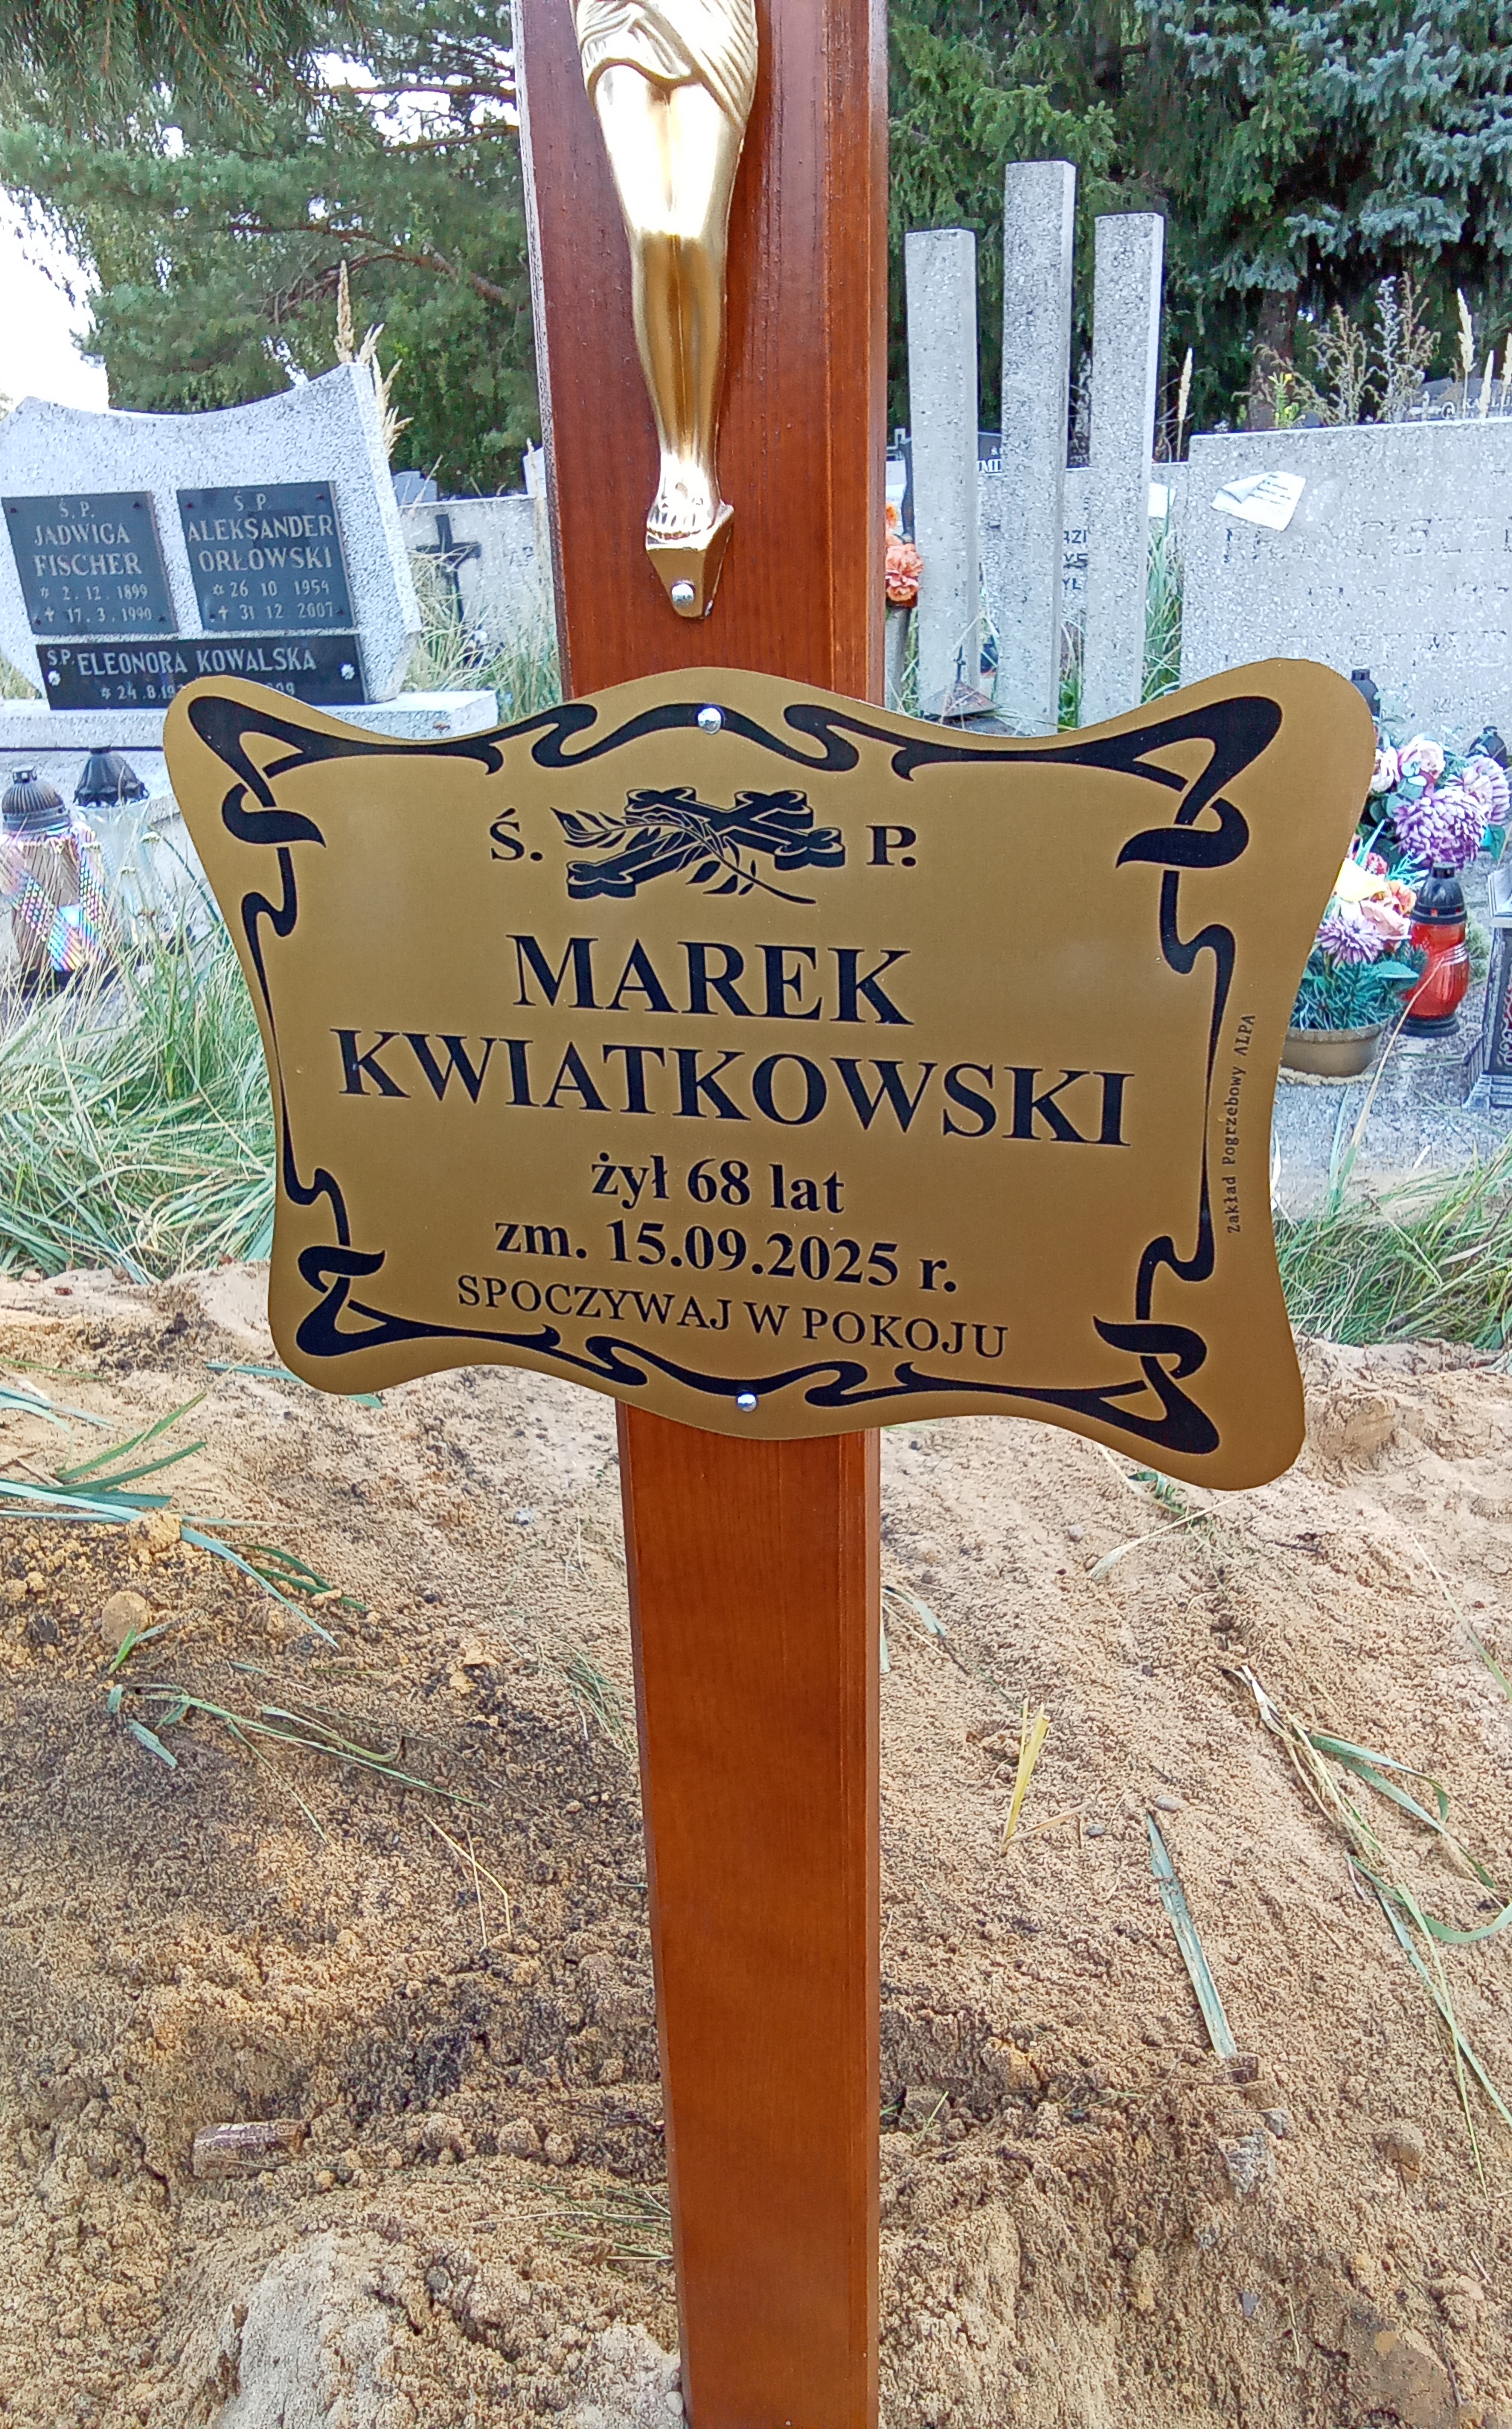 Ś. P.
JADWIGA
FISCHER
* 2.12.1899
✝ 17.3.1990
Ś. P.
ALEKSANDER
ORŁOWSKI
* 26 10 1954
✝ 31 12 2007
Ś.P. ELEONORA KOWALSKA
Ś. P.
MAREK
KWIATKOWSKI
żył 68 lat
zm. 15.09.2025 r.
SPOCZYWAJ W POKOJU
Zakład Pogrzebowy ALPA